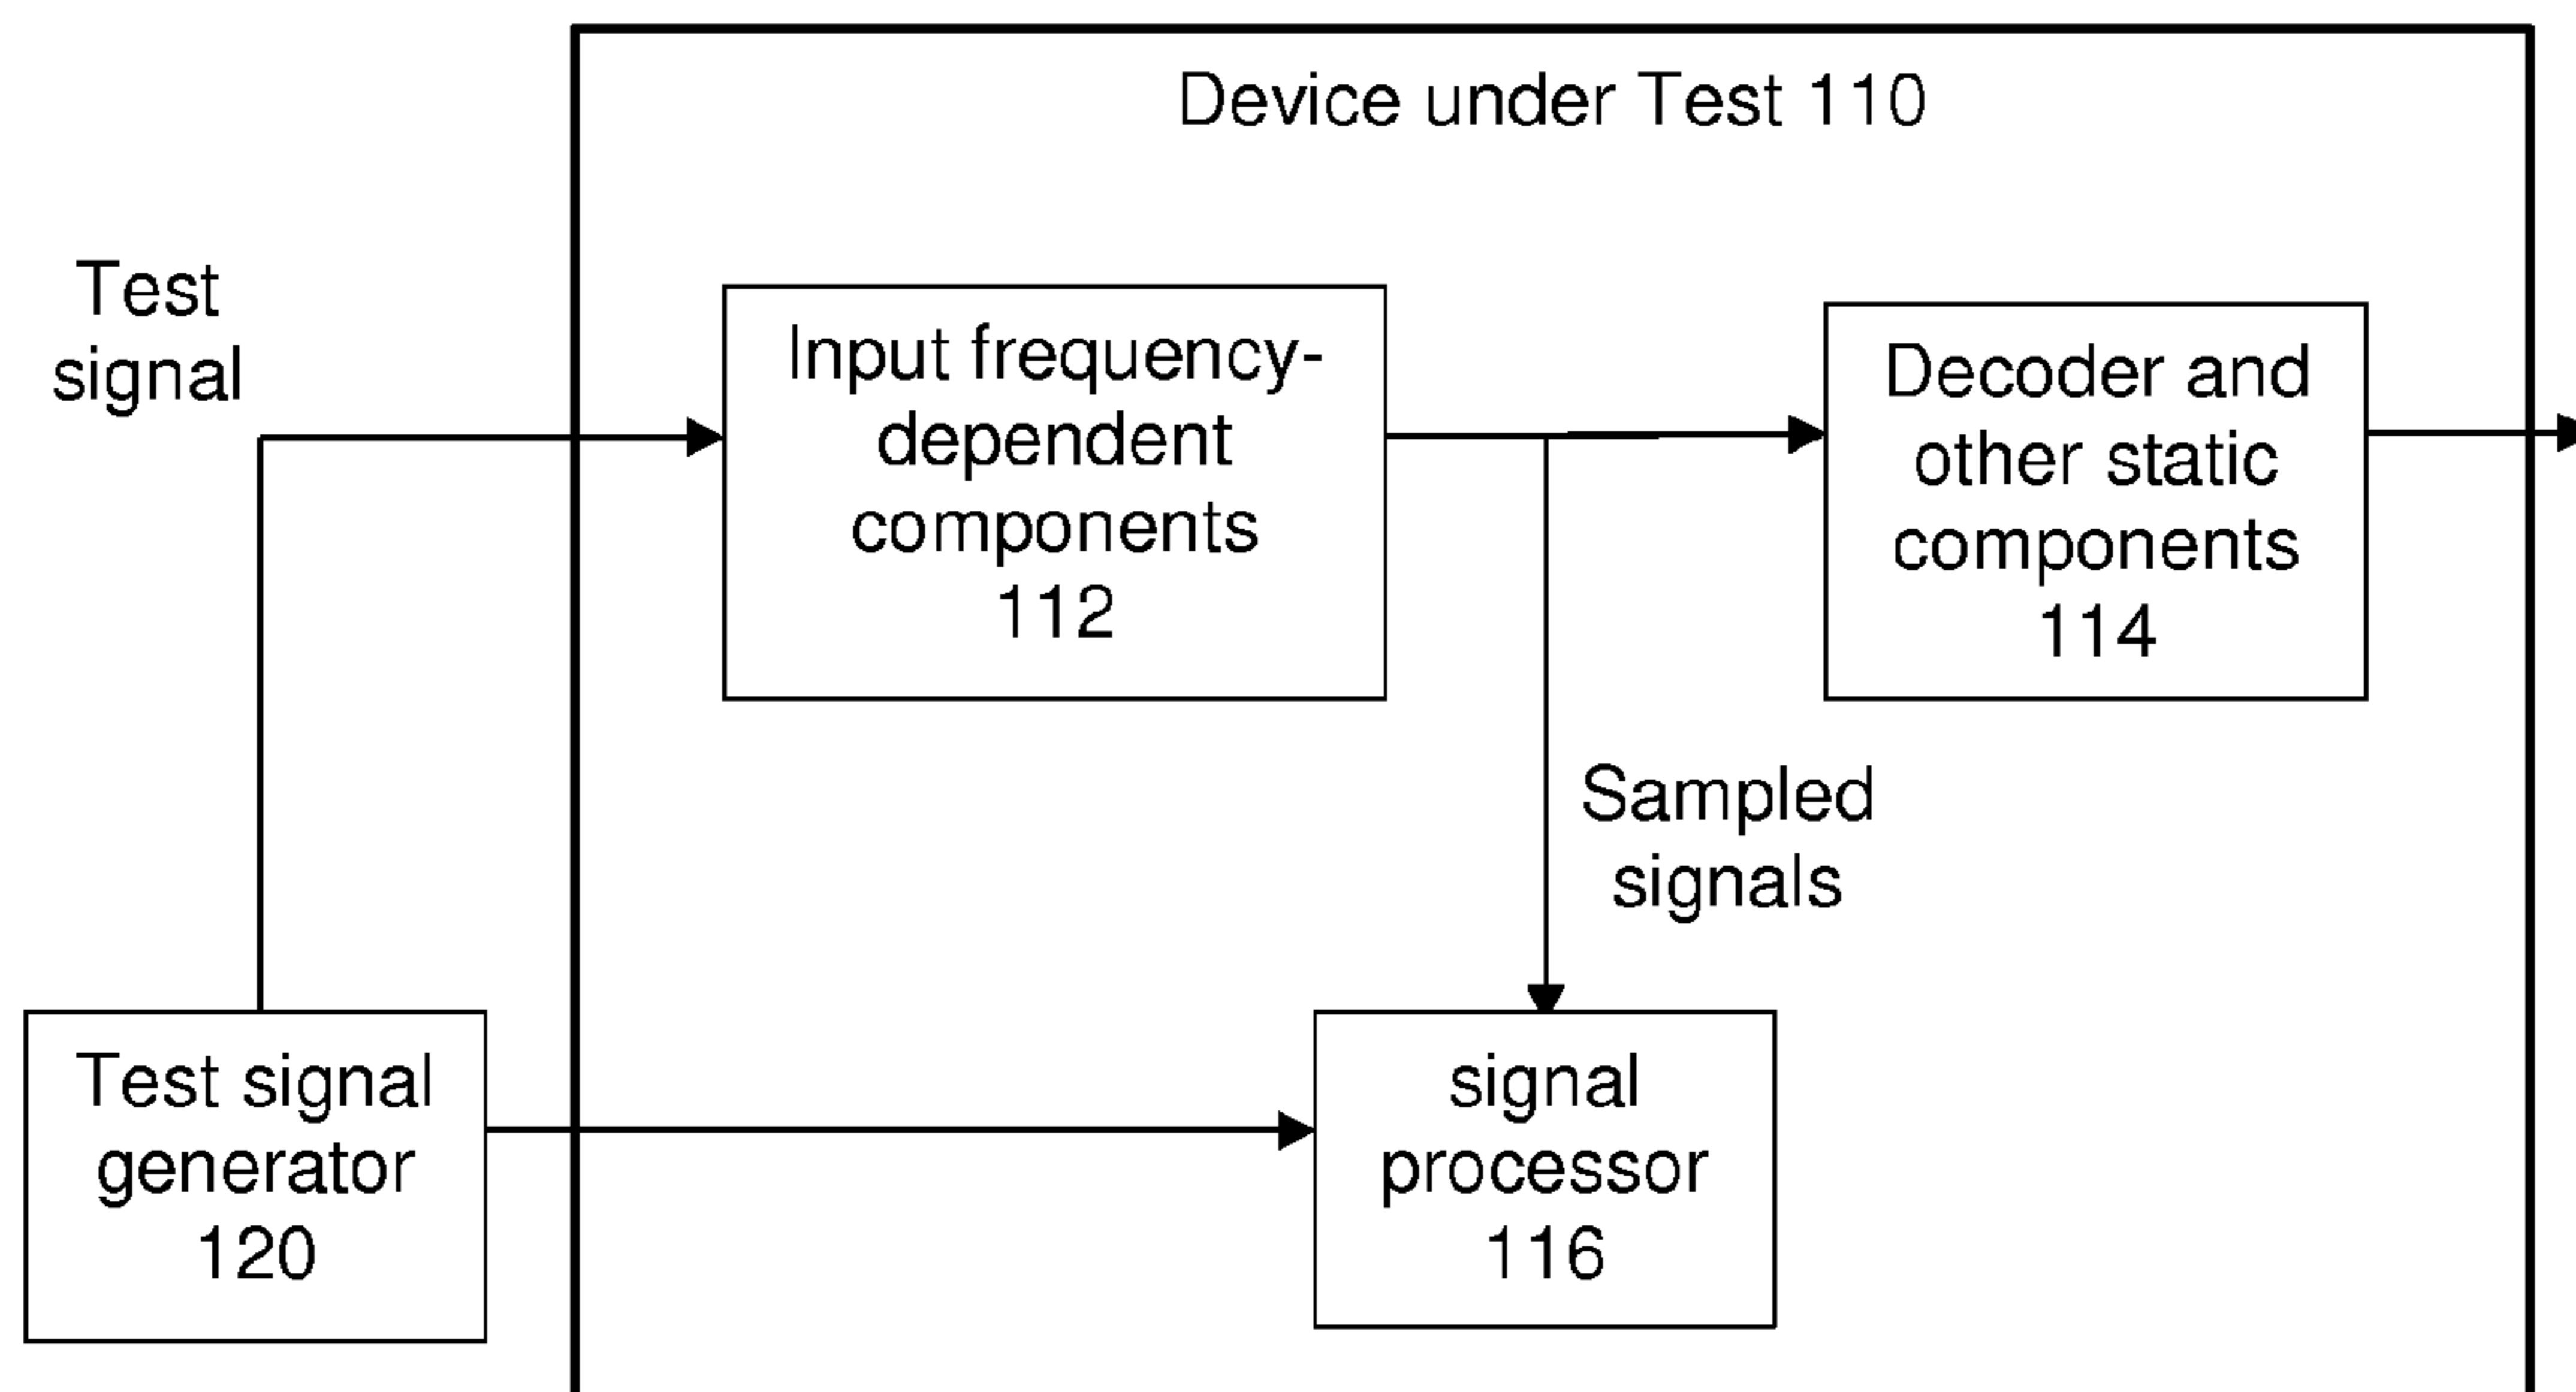 Device under Test 110
Test
signal
Input frequency-
dependent
components
112
Decoder and
other static
components
114
Sampled
signals
Test signal
generator
120
signal
processor
116